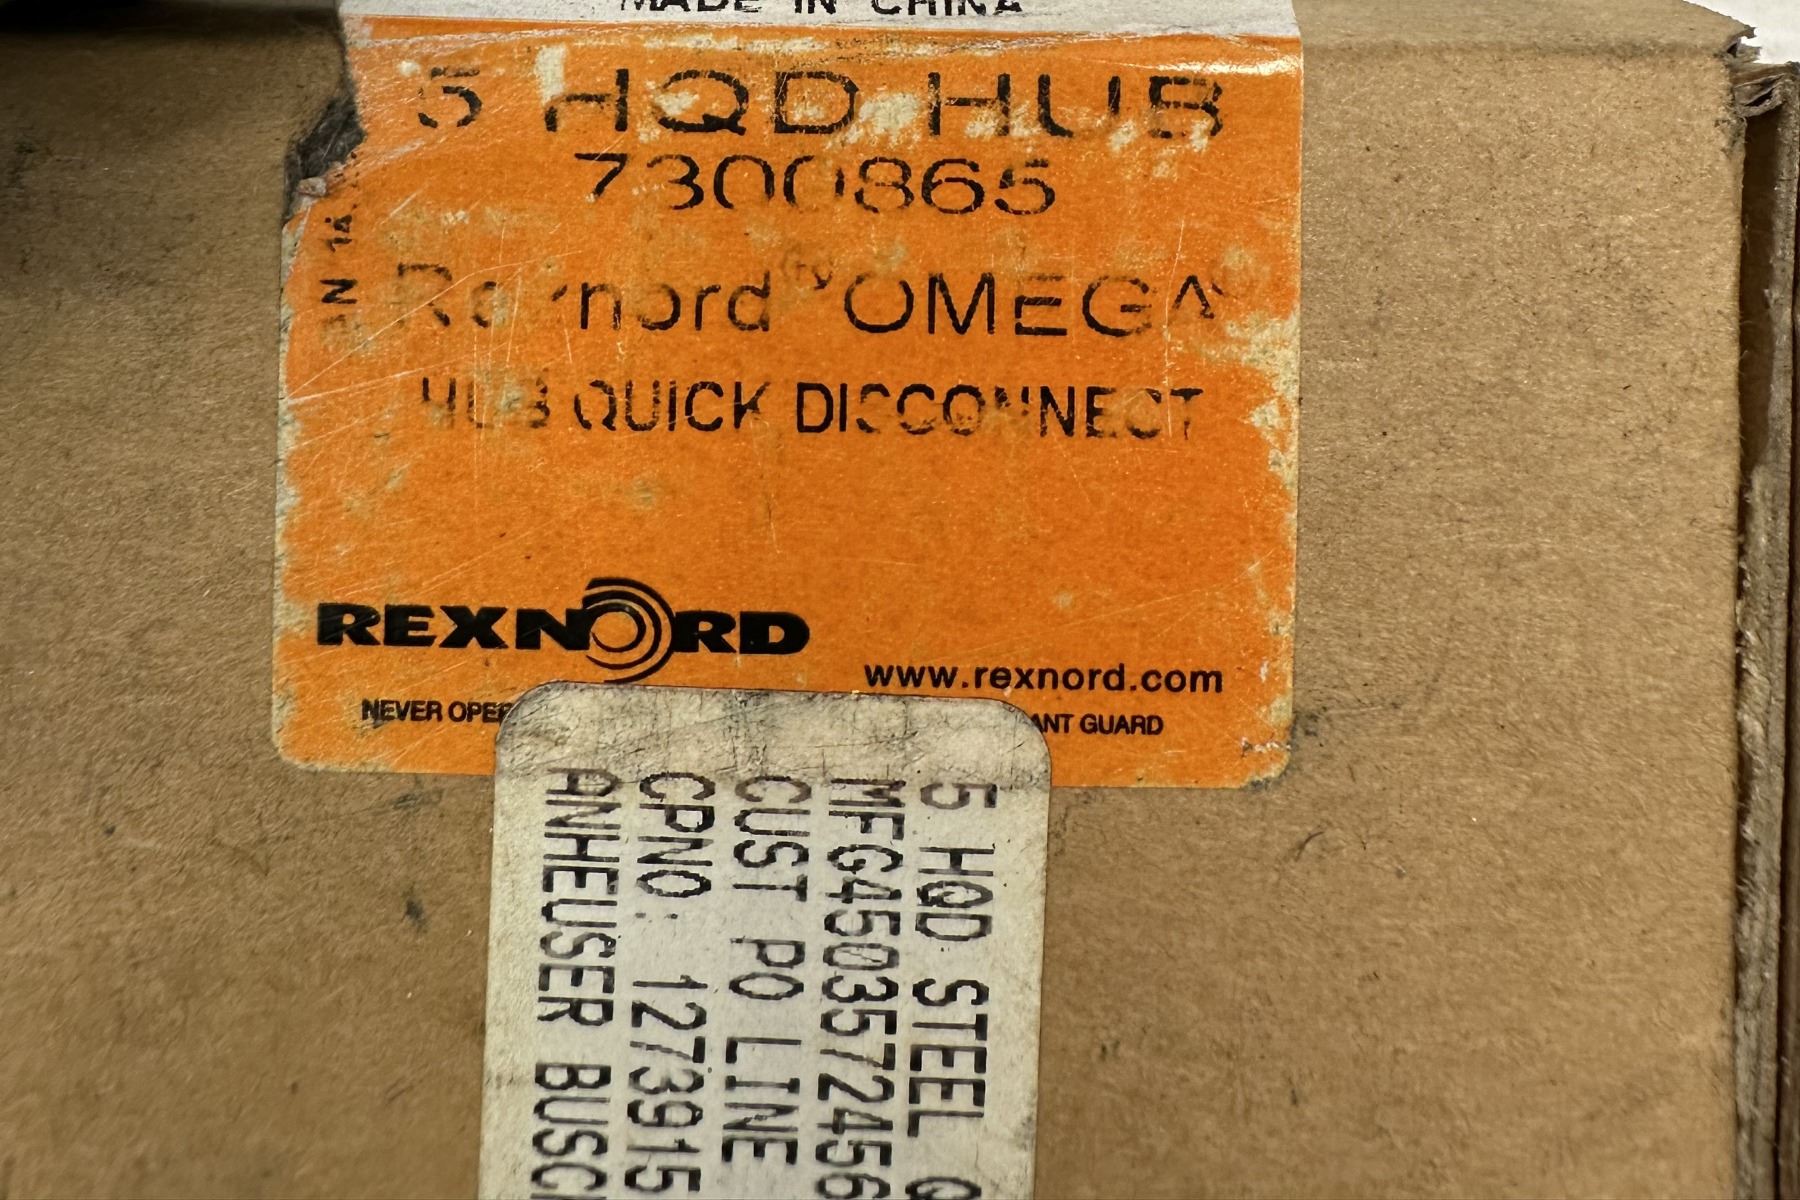 MADE IN CHINA
5 HQD HUB
7300865
Rexnord® OMEGA®
HUB QUICK DISCONNECT
REXNORD
www.rexnord.com
NEVER OPER
ANT GUARD
5 HQD STEEL Q
MFG4503572456
CUST PO LINE
CPNO: 1273915
ANHEUSER BUSC